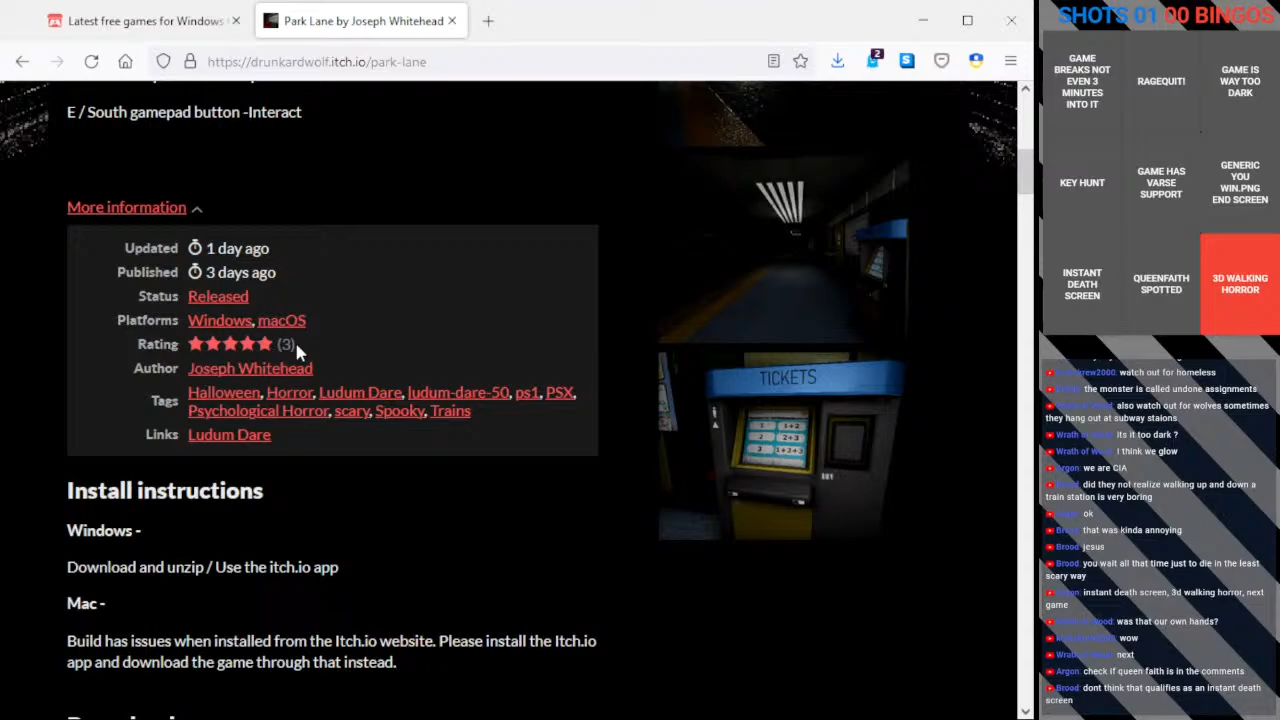 Latest free games for Windows
Park Lane by Joseph Whitehead
https://drunkardwolf.itch.io/park-lane
2
E / South gamepad button -Interact
More information
Updated 1 day ago
Published 3 days ago
Status Released
Platforms Windows, macOS
Rating (3)
Author Joseph Whitehead
Tags Halloween, Horror, Ludum Dare, ludum-dare-50, ps1, PSX,
Psychological Horror, scary, Spooky, Trains
Links Ludum Dare
Install instructions
Windows -
Download and unzip / Use the itch.io app
Mac -
Build has issues when installed from the Itch.io website. Please install the Itch.io
app and download the game through that instead.
TICKETS
1 1+2
2 2+3
3 1+2+3
SHOTS 01 00 BINGOS
GAME
BREAKS NOT
EVEN 3
MINUTES
INTO IT
RAGEQUIT!
GAME IS
WAY TOO
DARK
KEY HUNT
GAME HAS
VARSE
SUPPORT
GENERIC
YOU
WIN.PNG
END SCREEN
INSTANT
DEATH
SCREEN
QUEENFAITH
SPOTTED
3D WALKING
HORROR
watch out for homeless
the monster is called undone assignments
also watch out for wolves sometimes
they hang out at subway staions
Wrath of Its it too dark ?
Wrath of I think we glow
Argon: we are CIA
did they not realize walking up and down a
train station is very boring
ok
Brood: that was kinda annoying
Brood: jesus
Brood: you wait all that time just to die in the least
scary way
instant death screen, 3d walking horror, next
game
was that our own hands?
wow
next
Argon: check if queen faith is in the comments
Brood: dont think that qualifies as an instant death
screen